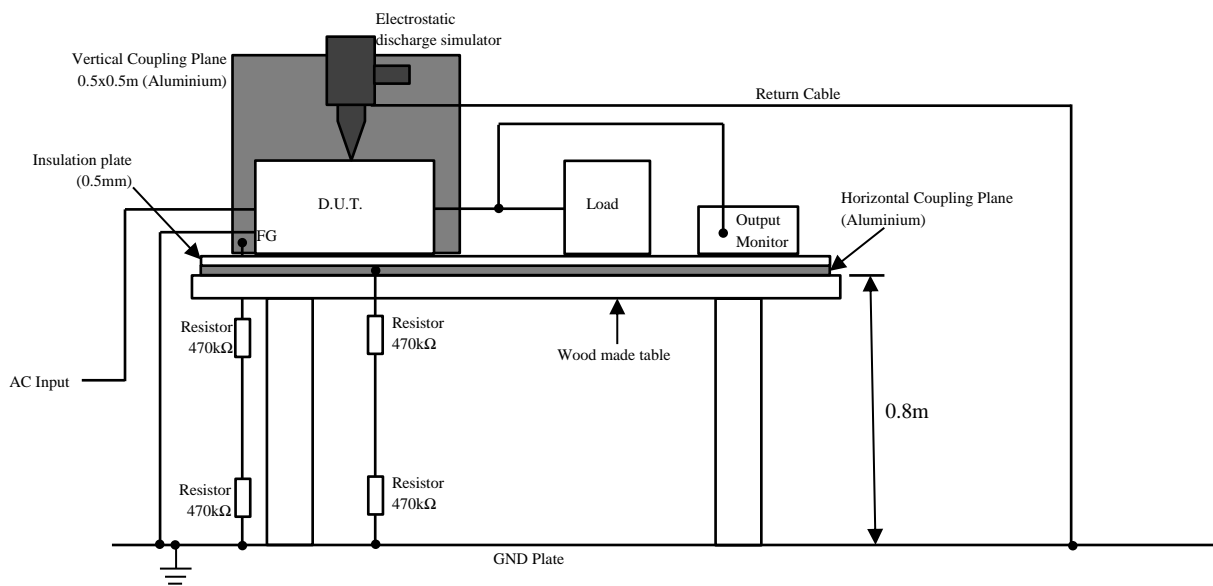 Electrostatic
discharge simulator
Vertical Coupling Plane
0.5x0.5m (Aluminium)
Return Cable
Insulation plate
(0.5mm)
D.U.T.
Load
Horizontal Coupling Plane
(Aluminium)
Output
Monitor
FG
Resistor
470kΩ
Resistor
470kΩ
Wood made table
AC Input
0.8m
Resistor
470kΩ
Resistor
470kΩ
GND Plate